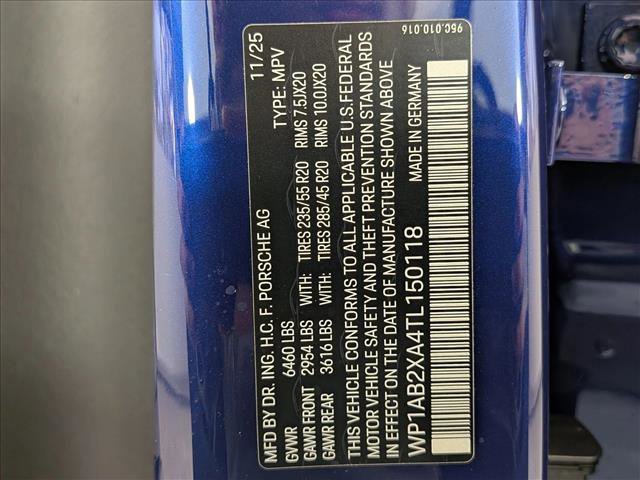 MFD BY DR. ING. H.C. F. PORSCHE AG 11/25
GVWR 6460 LBS TYPE: MPV
GAWR FRONT 2954 LBS WITH: TIRES 235/55 R20 RIMS 7.5JX20
GAWR REAR 3616 LBS WITH: TIRES 285/45 R20 RIMS 10.0JX20
THIS VEHICLE CONFORMS TO ALL APPLICABLE U.S.FEDERAL
MOTOR VEHICLE SAFETY AND THEFT PREVENTION STANDARDS
IN EFFECT ON THE DATE OF MANUFACTURE SHOWN ABOVE
WP1AB2XA4TL150118 MADE IN GERMANY
95C.010.016